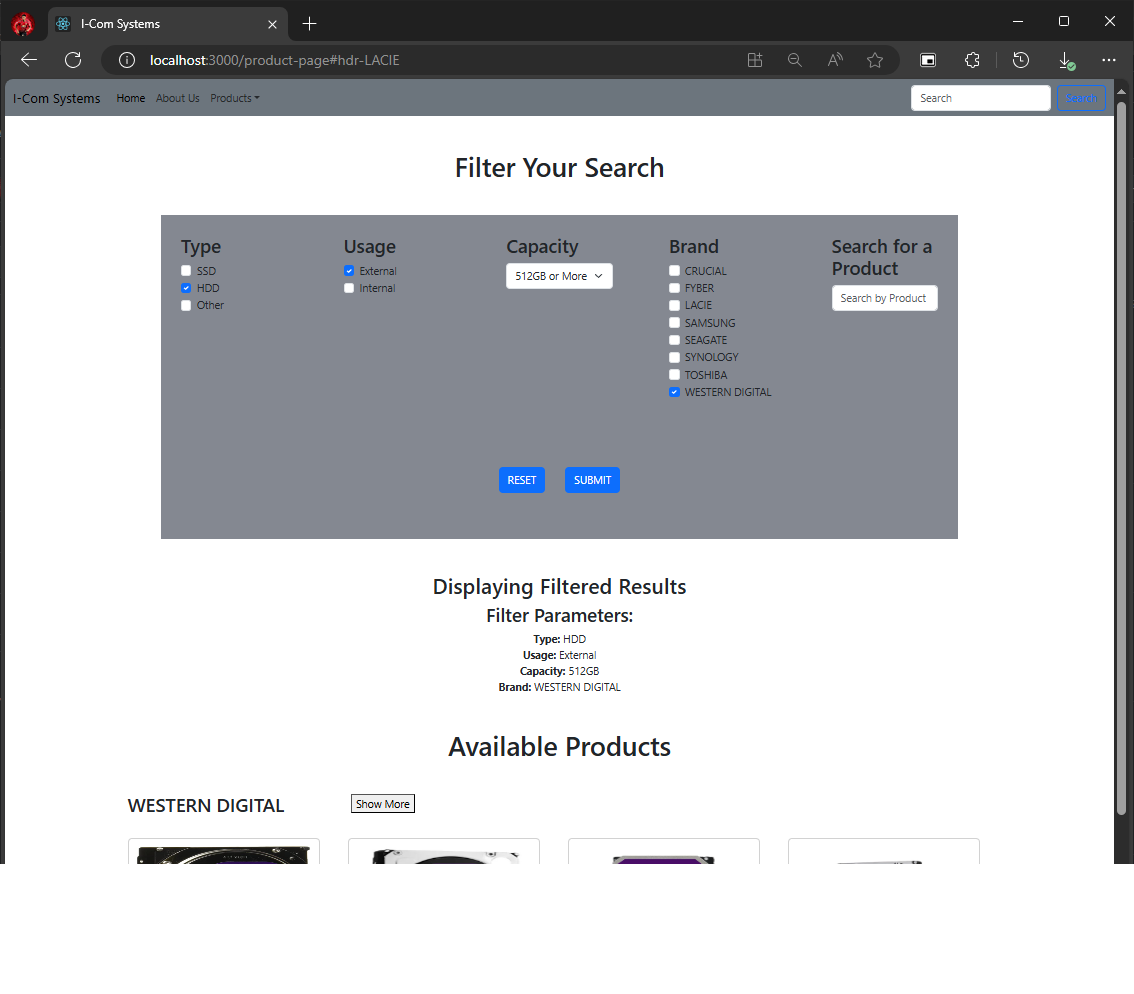 I-Com Systems
localhost:3000/product-page#hdr-LACIE
I-Com Systems Home About Us Products Search Search
Filter Your Search
Type
SSD
HDD
Other
Usage
External
Internal
Capacity
512GB or More
Brand
CRUCIAL
FYBER
LACIE
SAMSUNG
SEAGATE
SYNOLOGY
TOSHIBA
WESTERN DIGITAL
Search for a
Product
Search by Product
RESET SUBMIT
Displaying Filtered Results
Filter Parameters:
Type: HDD
Usage: External
Capacity: 512GB
Brand: WESTERN DIGITAL
Available Products
WESTERN DIGITAL Show More